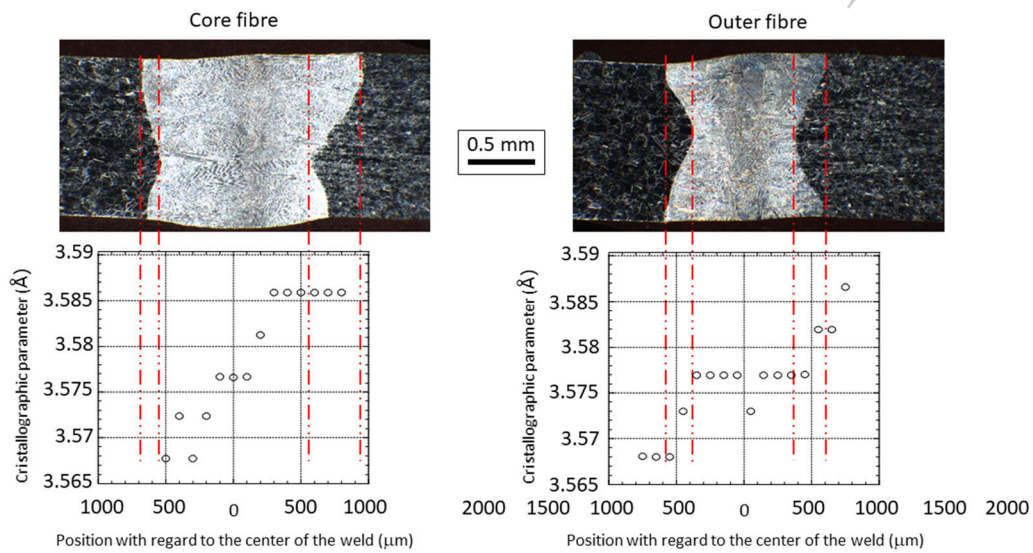 Core fibre
Outer fibre
0.5 mm
3.59
3.585
3.58
3.575
3.57
3.565
Cristallographic parameter (Å)
1000 500 0 500 1000
Position with regard to the center of the weld (μm)
3.59
3.585
3.58
3.575
3.57
3.565
Cristallographic parameter (Å)
2000 1500 1000 500 0 500 1000 1500 2000
Position with regard to the center of the weld (μm)